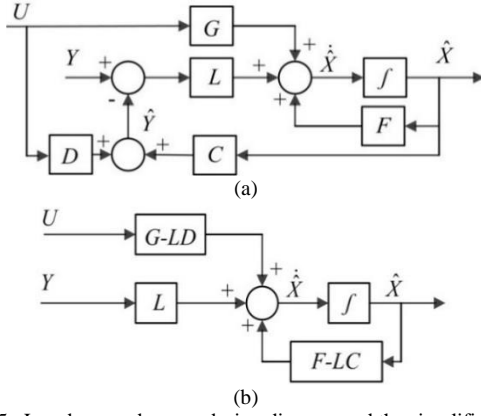 U
G
+
Y
+
L
+
Ẋ̂
∫
X̂
-
Ŷ
+
F
D
+
+
C
(a)
U
G-LD
+
Y
L
+
Ẋ̂
∫
X̂
+
F-LC
(b)